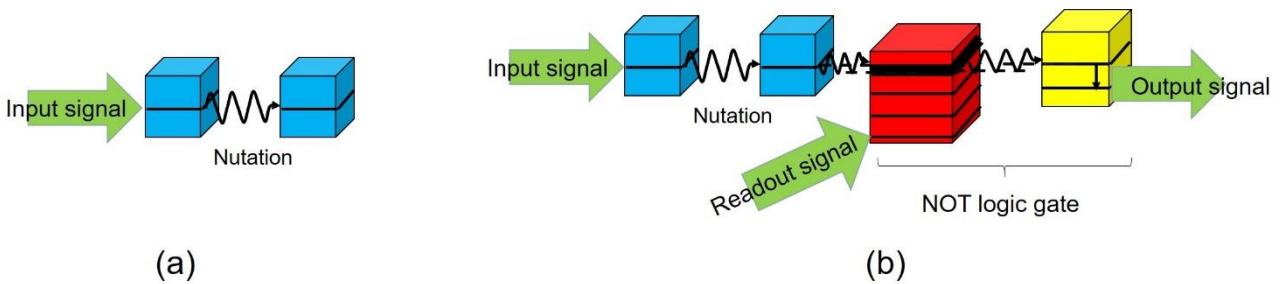 Input signal
Nutation
(a)
Input signal
Nutation
Readout signal
Output signal
NOT logic gate
(b)